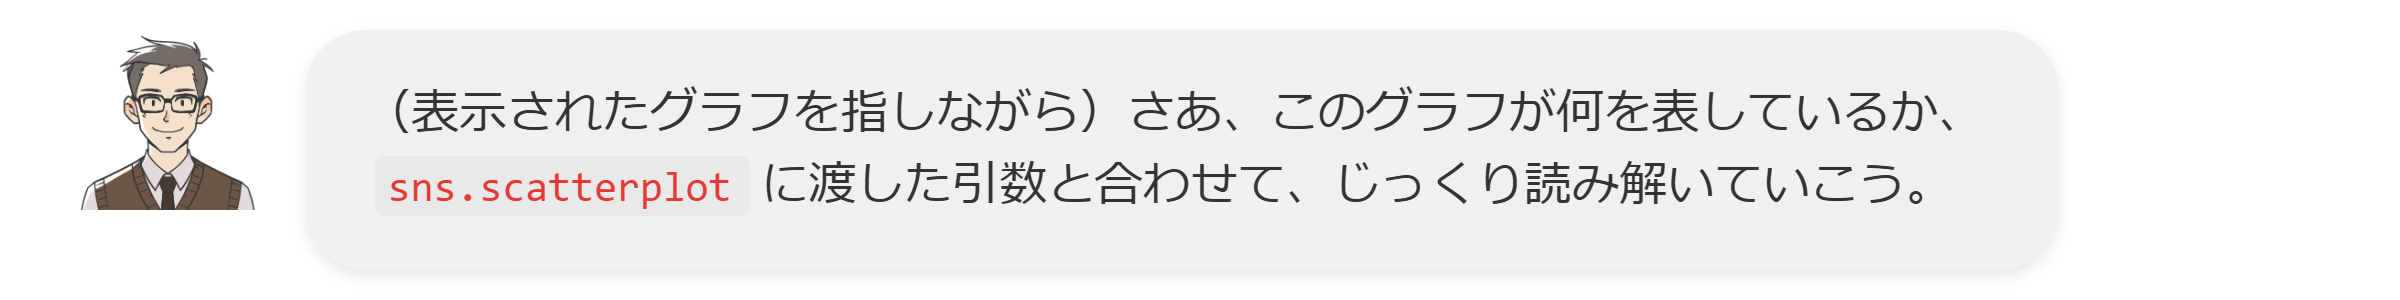 （表示されたグラフを指しながら）さあ、このグラフが何を表しているか、
sns.scatterplot に渡した引数と合わせて、じっくり読み解いていこう。